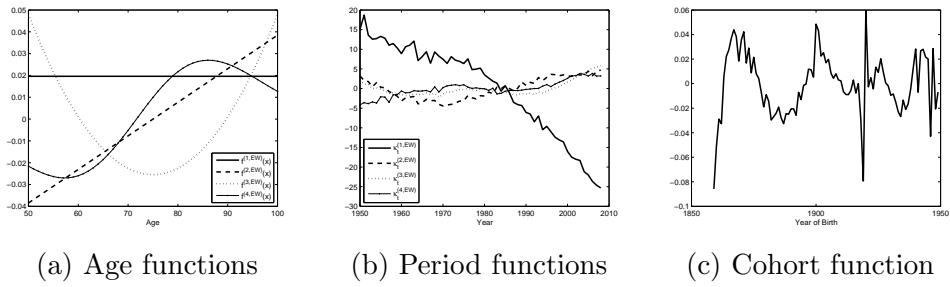 0.05
0.04
0.03
0.02
0.01
0
−0.01
−0.02
−0.03
−0.04
50 60 70 80 90 100
Age
f^(1,EW)(x)
f^(2,EW)(x)
f^(3,EW)(x)
f^(4,EW)(x)
20
15
10
5
0
−5
−10
−15
−20
−25
−30
1950 1960 1970 1980 1990 2000 2010
Year
κ_t^(1,EW)
κ_t^(2,EW)
κ_t^(3,EW)
κ_t^(4,EW)
0.06
0.04
0.02
0
−0.02
−0.04
−0.06
−0.08
−0.1
1850 1900 1950
Year of Birth
(a) Age functions
(b) Period functions
(c) Cohort function